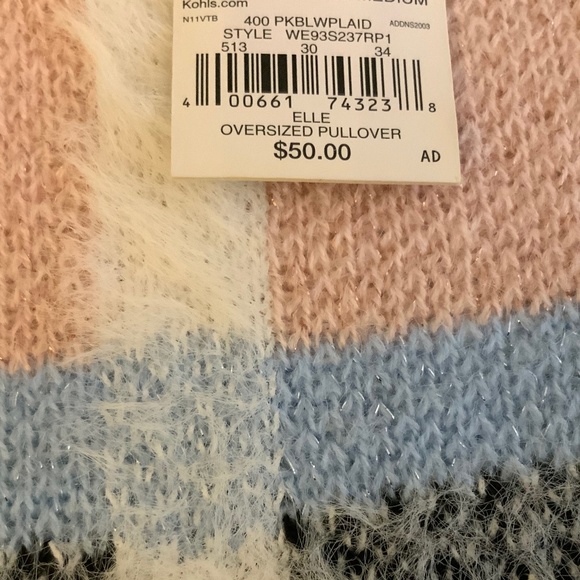 Kohls.com MEDIUM
N11VTB 400 PKBLWPLAID ADDNS2003
STYLE WE93S237RP1
513 30 34
4 00661 74323 8
ELLE
OVERSIZED PULLOVER
$50.00 AD